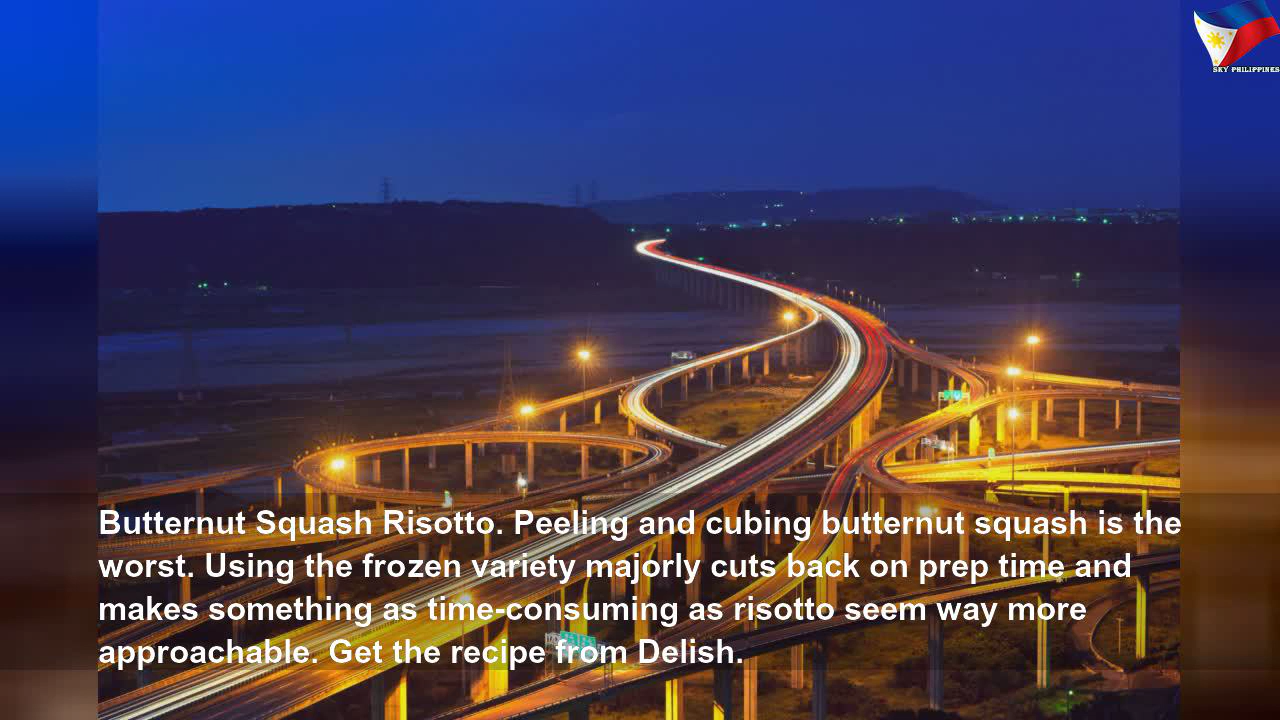 SKY PHILIPPINES
Butternut Squash Risotto. Peeling and cubing butternut squash is the
worst. Using the frozen variety majorly cuts back on prep time and
makes something as time-consuming as risotto seem way more
approachable. Get the recipe from Delish.